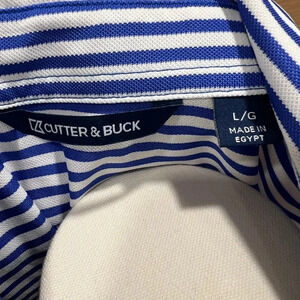 CUTTER & BUCK
L/G
MADE IN
EGYPT